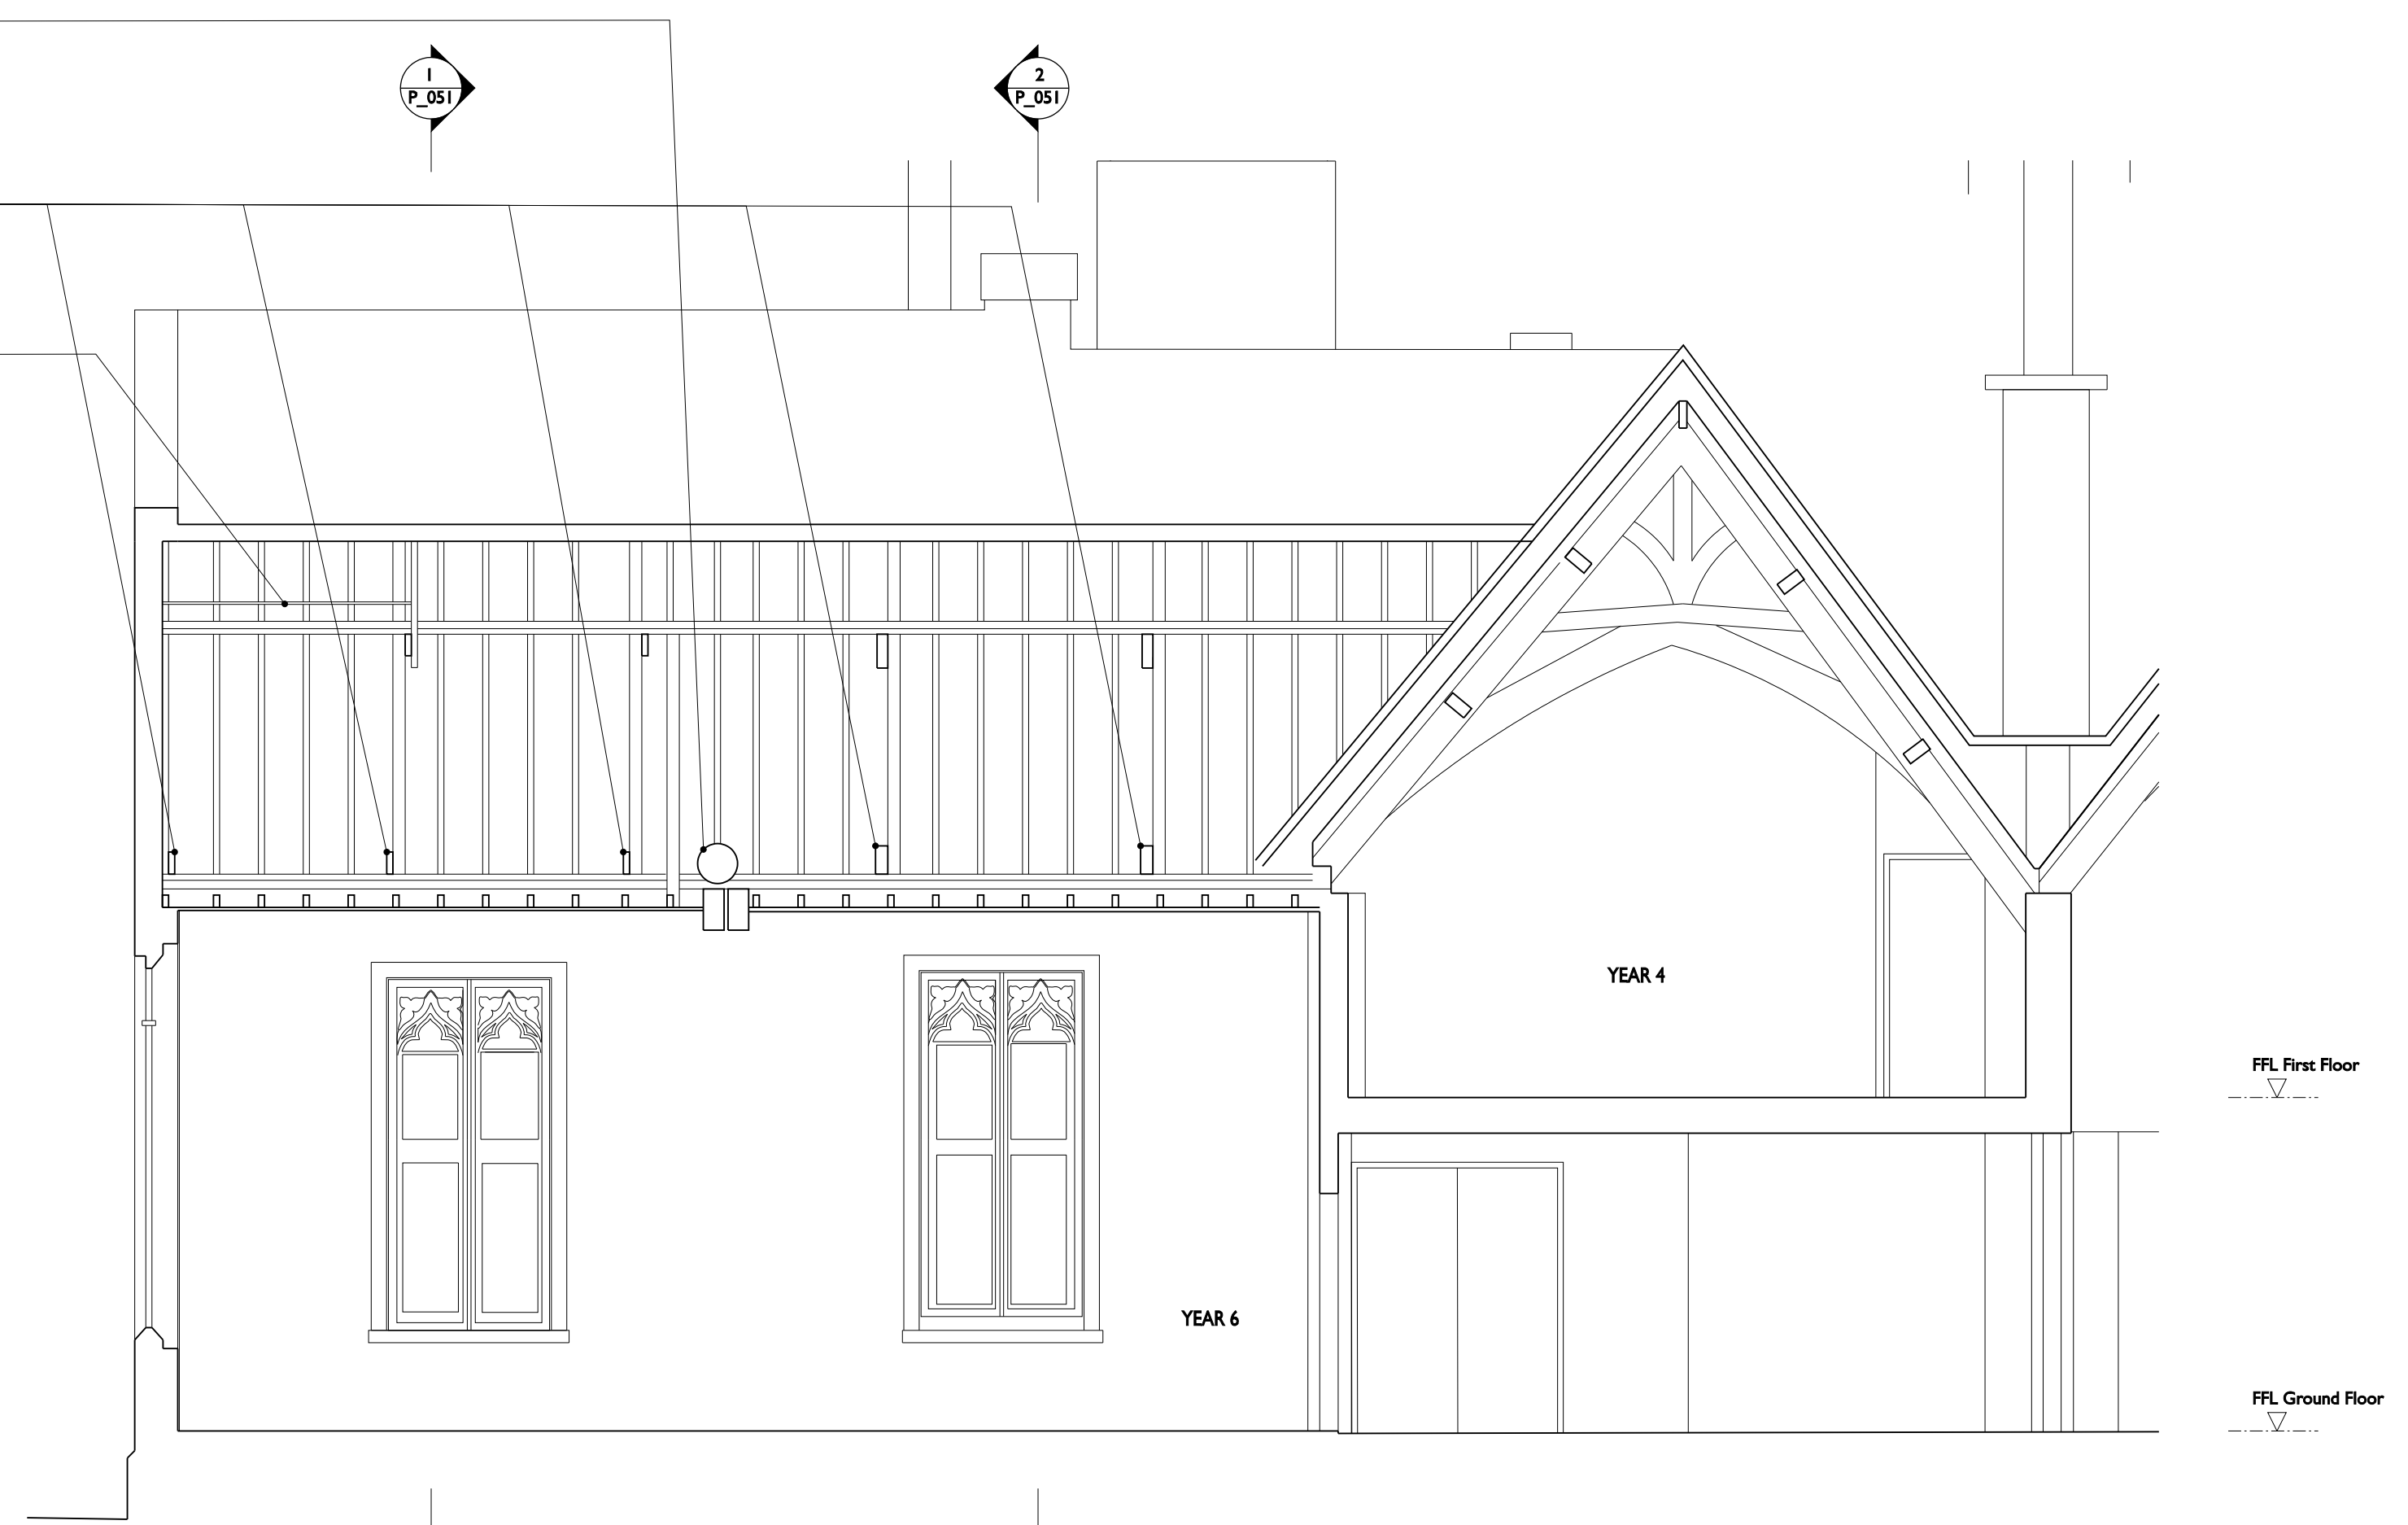 1
P_051
2
P_051
YEAR 4
FFL First Floor
YEAR 6
FFL Ground Floor